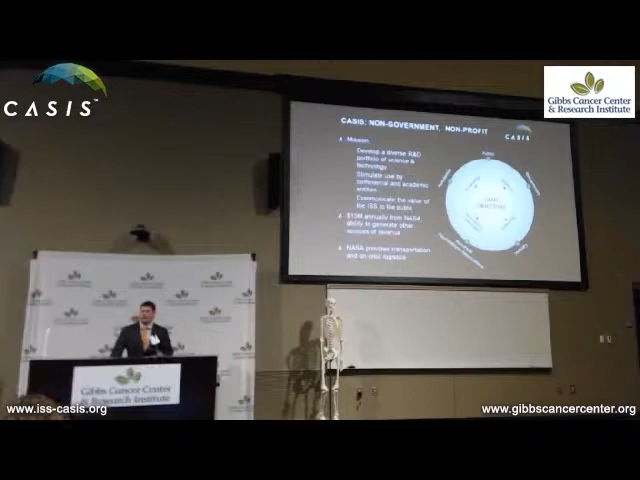 CASIS
Gibbs Cancer Center
& Research Institute
CASIS: NON-GOVERNMENT, NON-PROFIT
CASIS
Mission:
Develop a diverse R&D
portfolio of science &
technology
Stimulate use by
commercial and academic
entities
Communicate the value of
the ISS to the public
$15M annually from NASA,
ability to generate other
sources of revenue
NASA provides transportation
and on-orbit logistics
Gibbs Cancer Center
& Research Institute
www.iss-casis.org
www.gibbscancercenter.org